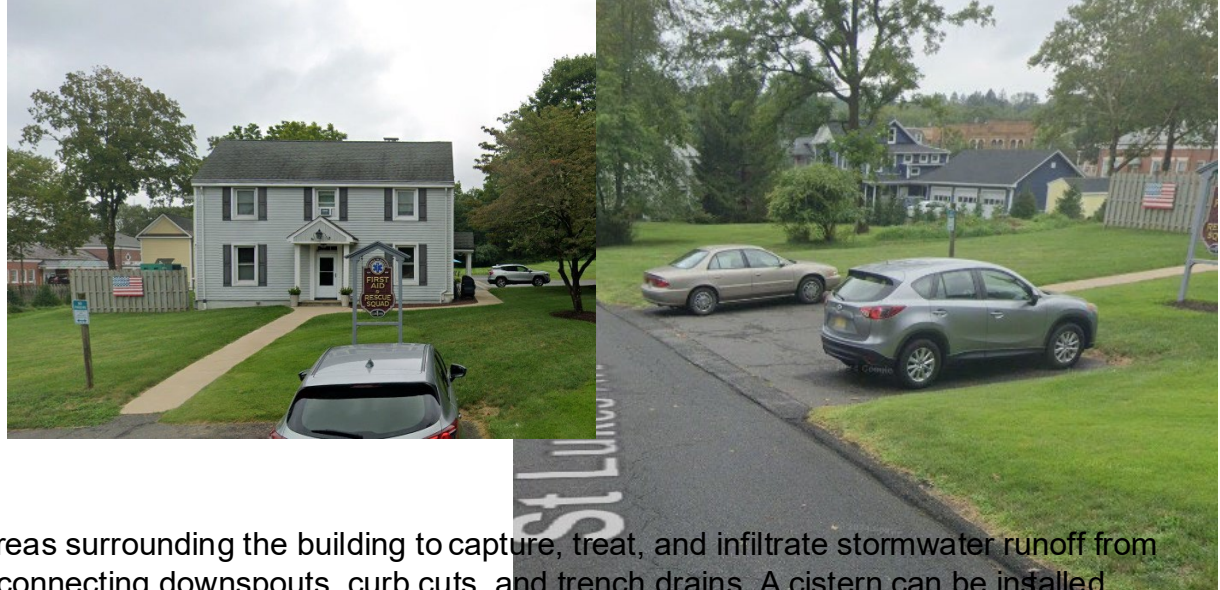 FIRST
AID
RESCUE
SQUAD
St Lukes
reas surrounding the building to capture, treat, and infiltrate stormwater runoff from
connecting downspouts, curb cuts, and trench drains. A cistern can be installed